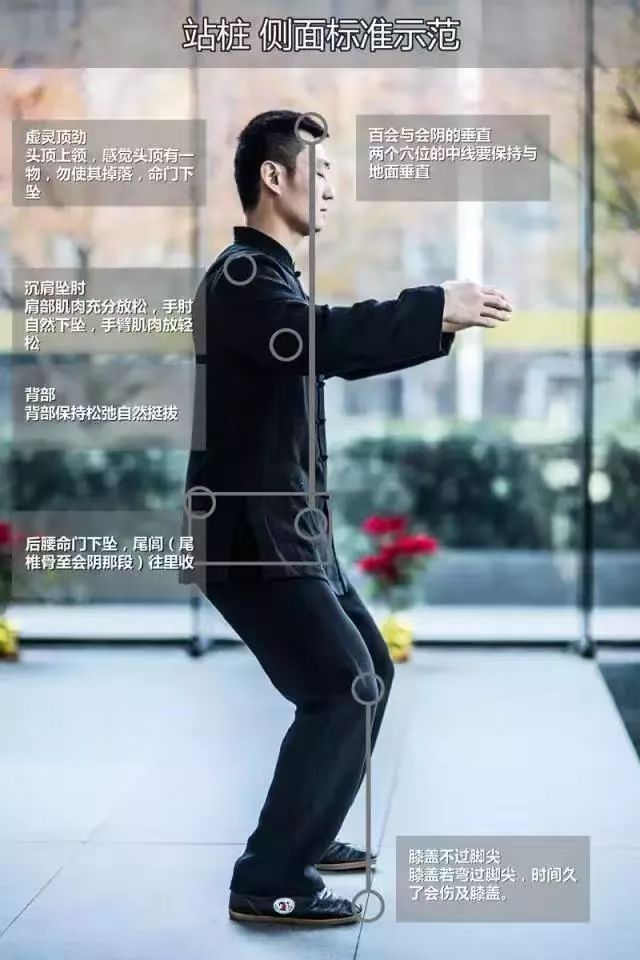 站桩 侧面标准示范
虚灵顶劲
头顶上领，感觉头顶有一
物，勿使其掉落，命门下
坠
百会与会阴的垂直
两个穴位的中线要保持与
地面垂直
沉肩坠肘
肩部肌肉充分放松，手肘
自然下坠，手臂肌肉放轻
松
背部
背部保持松弛自然挺拔
后腰命门下坠，尾闾（尾
椎骨至会阴那段）往里收
膝盖不过脚尖
膝盖若弯过脚尖，时间久
了会伤及膝盖。